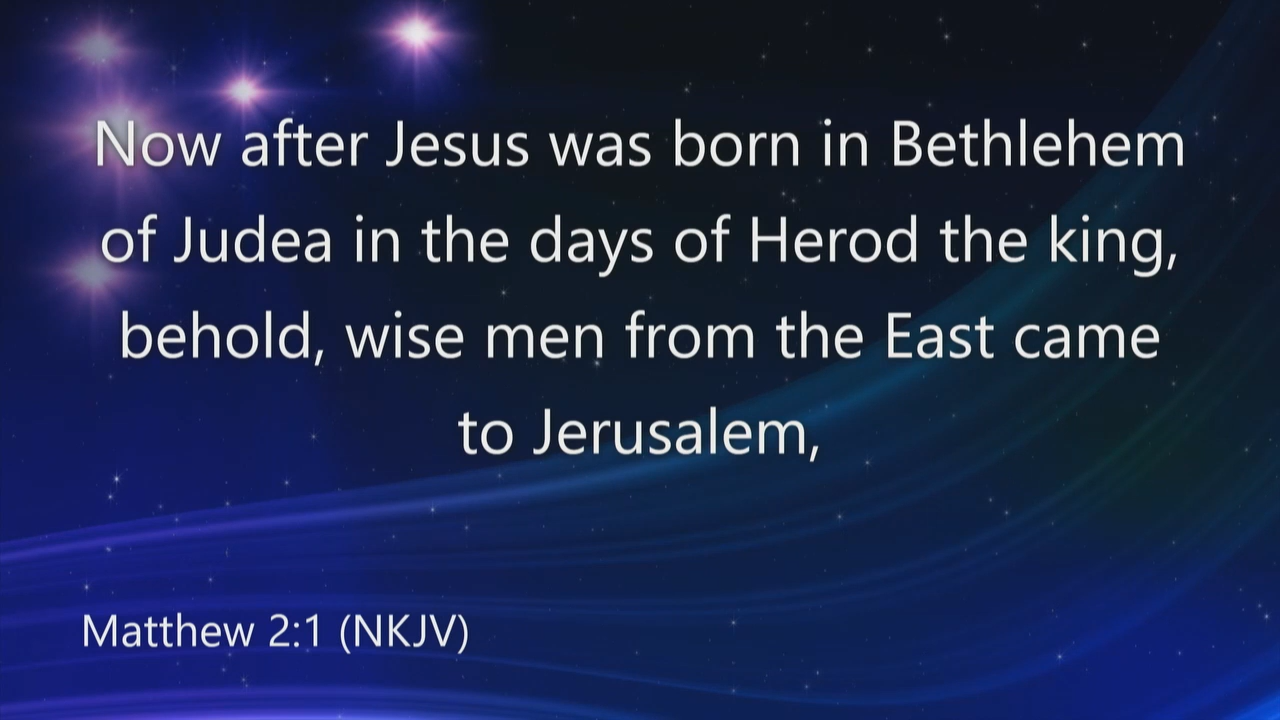 Now after Jesus was born in Bethlehem
of Judea in the days of Herod the king,
behold, wise men from the East came
to Jerusalem,
Matthew 2:1 (NKJV)